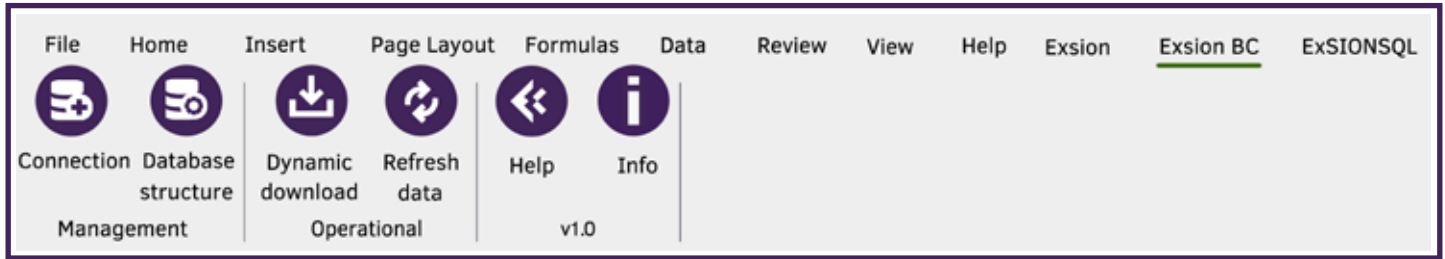 File Home Insert Page Layout Formulas Data Review View Help Exsion Exsion BC ExSIONSQL
Connection Database structure Dynamic download Refresh data Help Info
Management Operational v1.0